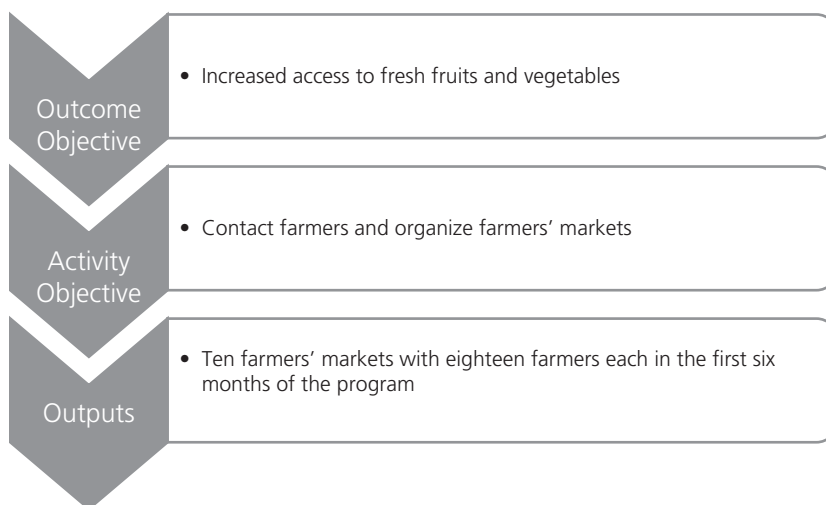 Outcome
Objective
• Increased access to fresh fruits and vegetables
Activity
Objective
• Contact farmers and organize farmers’ markets
Outputs
• Ten farmers’ markets with eighteen farmers each in the first six
months of the program